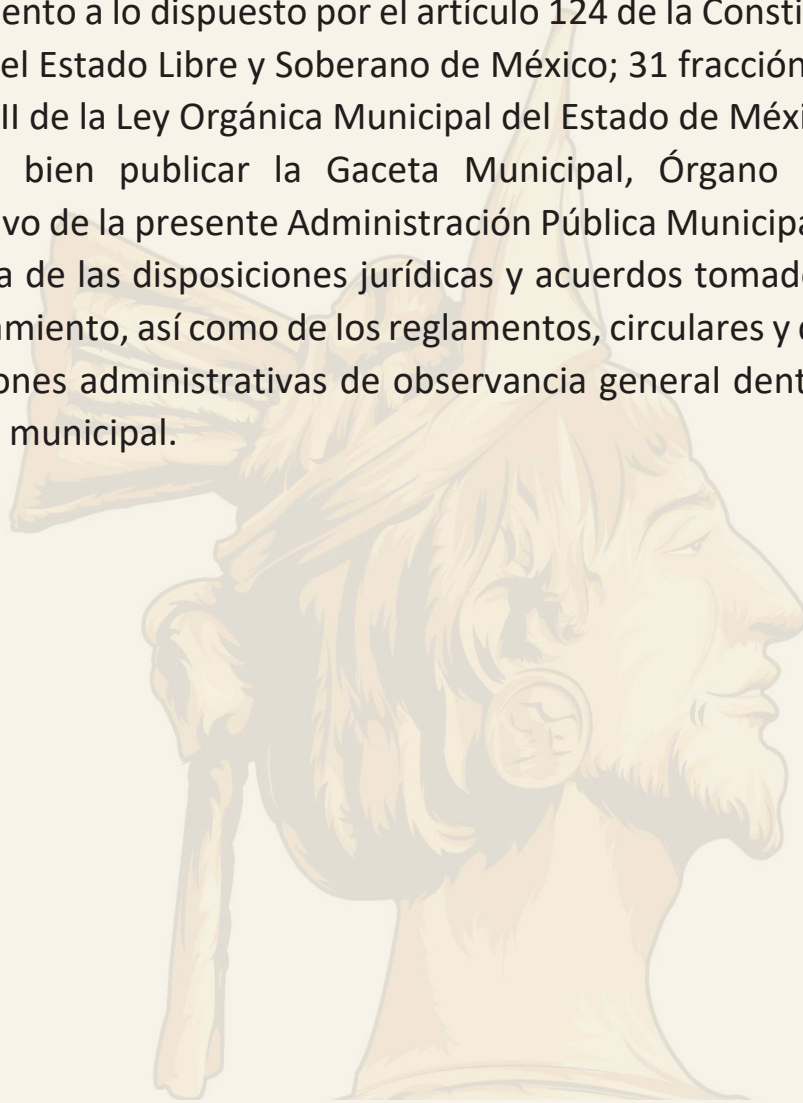 ento a lo dispuesto por el artículo 124 de la Consti
el Estado Libre y Soberano de México; 31 fracción
II de la Ley Orgánica Municipal del Estado de Méxi
bien publicar la Gaceta Municipal, Órgano
vo de la presente Administración Pública Municipa
a de las disposiciones jurídicas y acuerdos tomad
amiento, así como de los reglamentos, circulares y
ones administrativas de observancia general dent
municipal.